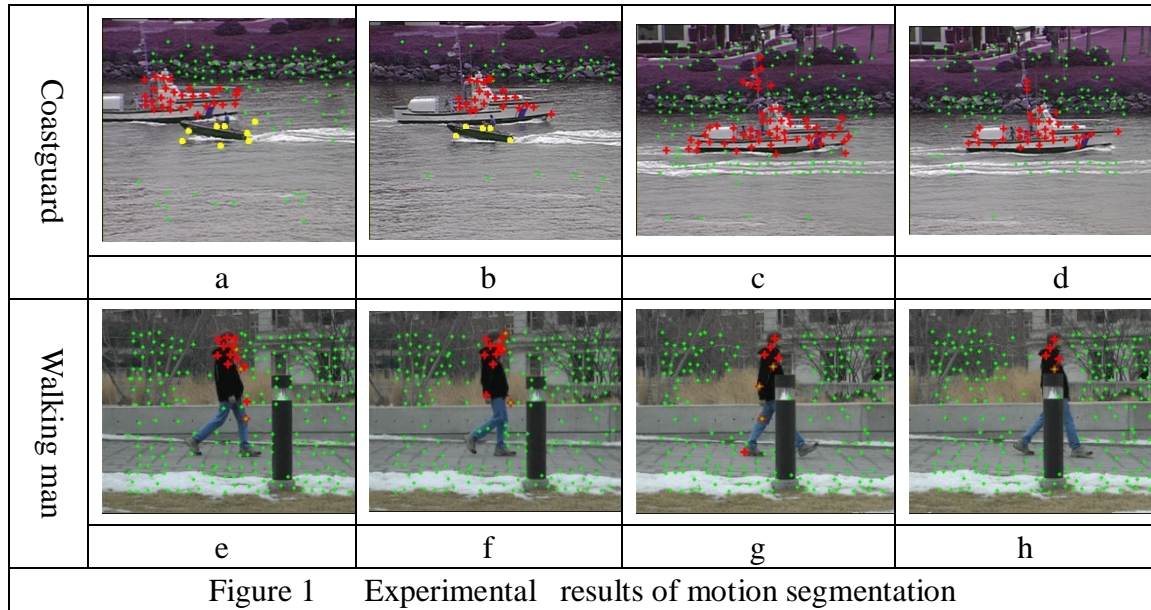 Coastguard
a b c d
Walking man
e f g h
Figure 1 Experimental results of motion segmentation